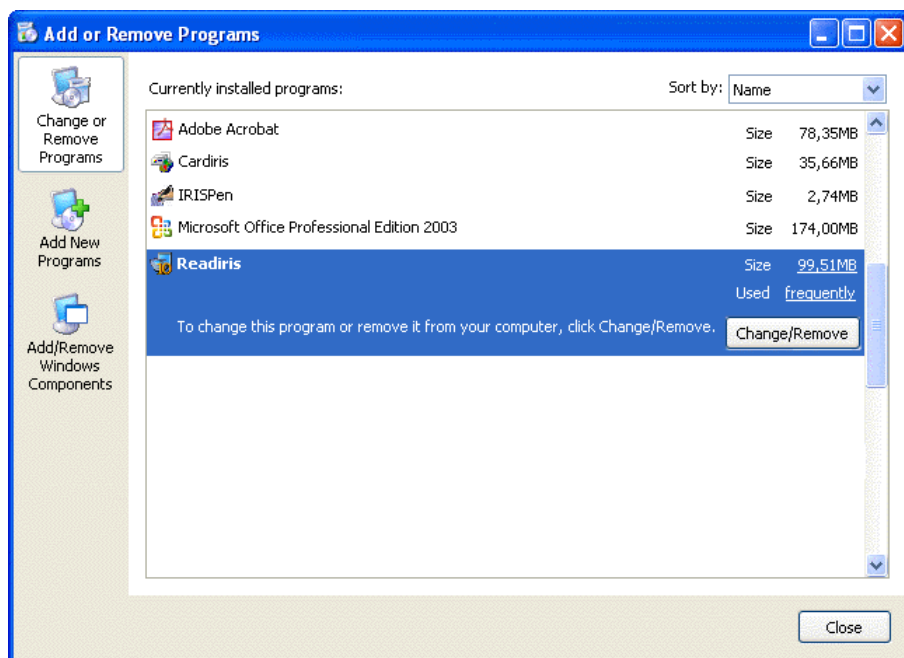 Add or Remove Programs
Change or
Remove
Programs
Add New
Programs
Add/Remove
Windows
Components
Currently installed programs:
Sort by: Name
Adobe Acrobat Size 78,35MB
Cardiris Size 35,66MB
IRISPen Size 2,74MB
Microsoft Office Professional Edition 2003 Size 174,00MB
Readiris Size 99,51MB
Used frequently
To change this program or remove it from your computer, click Change/Remove. Change/Remove
Close